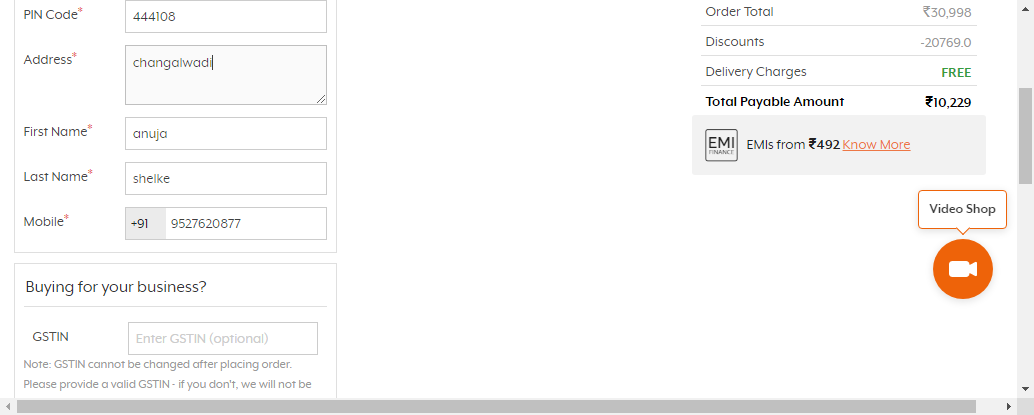 PIN Code*
444108
Address*
changalwadi
First Name*
anuja
Last Name*
shelke
Mobile*
+91 9527620877
Buying for your business?
GSTIN
Enter GSTIN (optional)
Note: GSTIN cannot be changed after placing order.
Please provide a valid GSTIN - if you don't, we will not be
Order Total ₹30,998
Discounts -20769.0
Delivery Charges FREE
Total Payable Amount ₹10,229
EMI
FINANCE
EMIs from ₹492 Know More
Video Shop